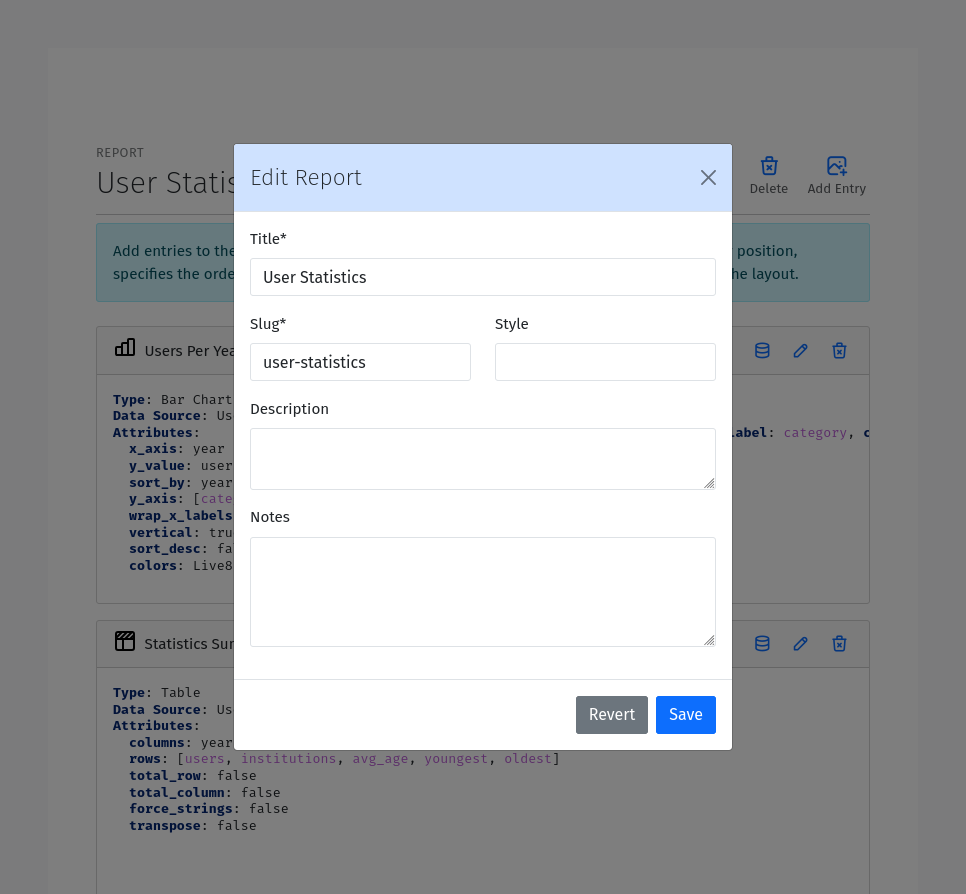 REPORT
User Statis
Delete
Add Entry
Edit Report
Add entries to the
position,
specifies the orde
he layout.
Title*
User Statistics
Slug*
Style
user-statistics
Description
Notes
Revert
Save
Users Per Yea
Type: Bar Chart
Data Source: Us
Attributes:
label: category, c
x_axis: year
y_value: user
sort_by: year
y_axis: [cate
wrap_x_labels
vertical: tru
sort_desc: fa
colors: Live8
Statistics Sur
Type: Table
Data Source: Us
Attributes:
columns: year
rows: [users, institutions, avg_age, youngest, oldest]
total_row: false
total_column: false
force_strings: false
transpose: false